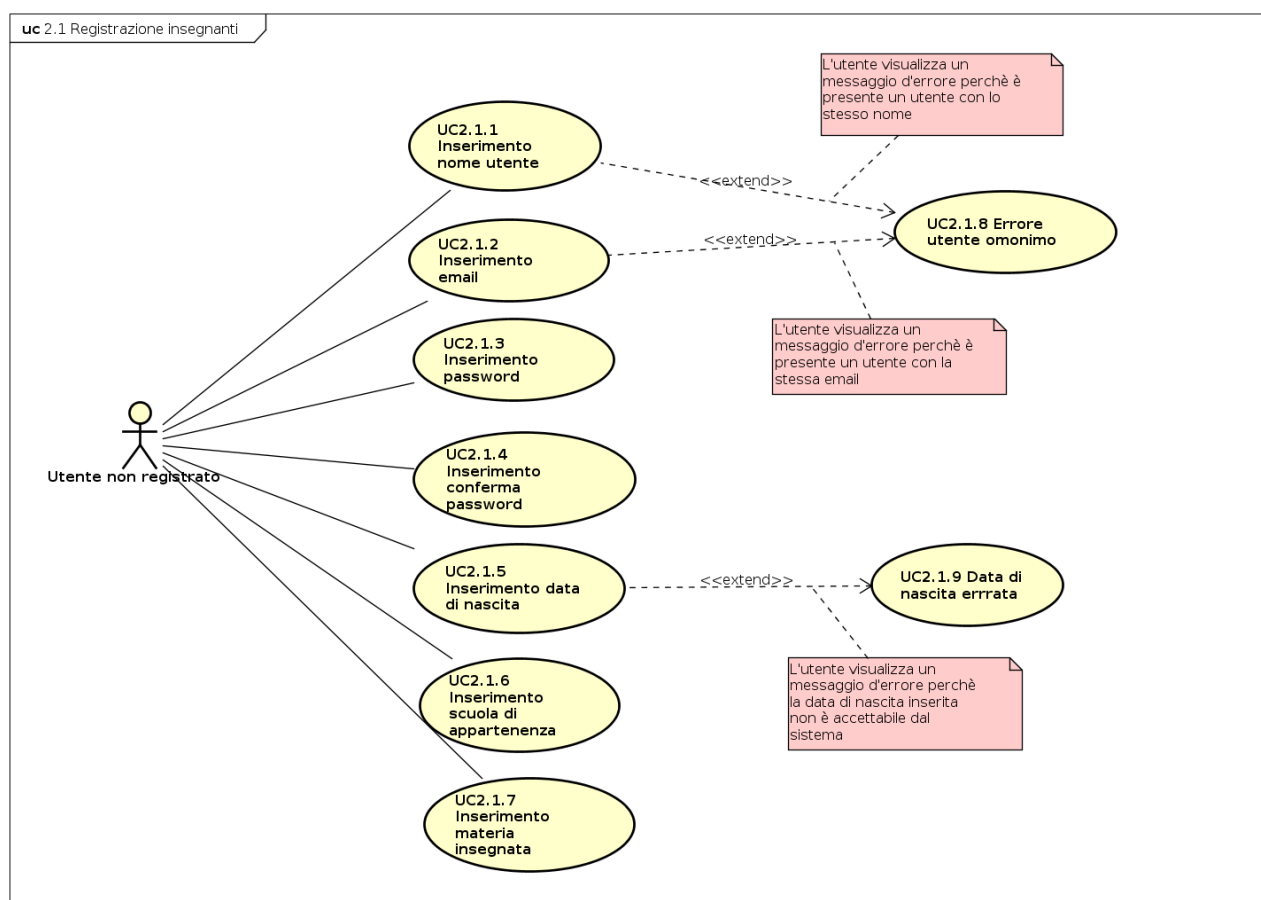 uc 2.1 Registrazione insegnanti
L'utente visualizza un
messaggio d'errore perchè è
presente un utente con lo
stesso nome
UC2.1.1
Inserimento
nome utente
<<extend>>
UC2.1.8 Errore
utente omonimo
UC2.1.2
Inserimento
email
<<extend>>
L'utente visualizza un
messaggio d'errore perchè è
presente un utente con la
stessa email
UC2.1.3
Inserimento
password
Utente non registrato
UC2.1.4
Inserimento
conferma
password
UC2.1.5
Inserimento data
di nascita
<<extend>>
UC2.1.9 Data di
nascita errrata
L'utente visualizza un
messaggio d'errore perchè
la data di nascita inserita
non è accettabile dal
sistema
UC2.1.6
Inserimento
scuola di
appartenenza
UC2.1.7
Inserimento
materia
insegnata